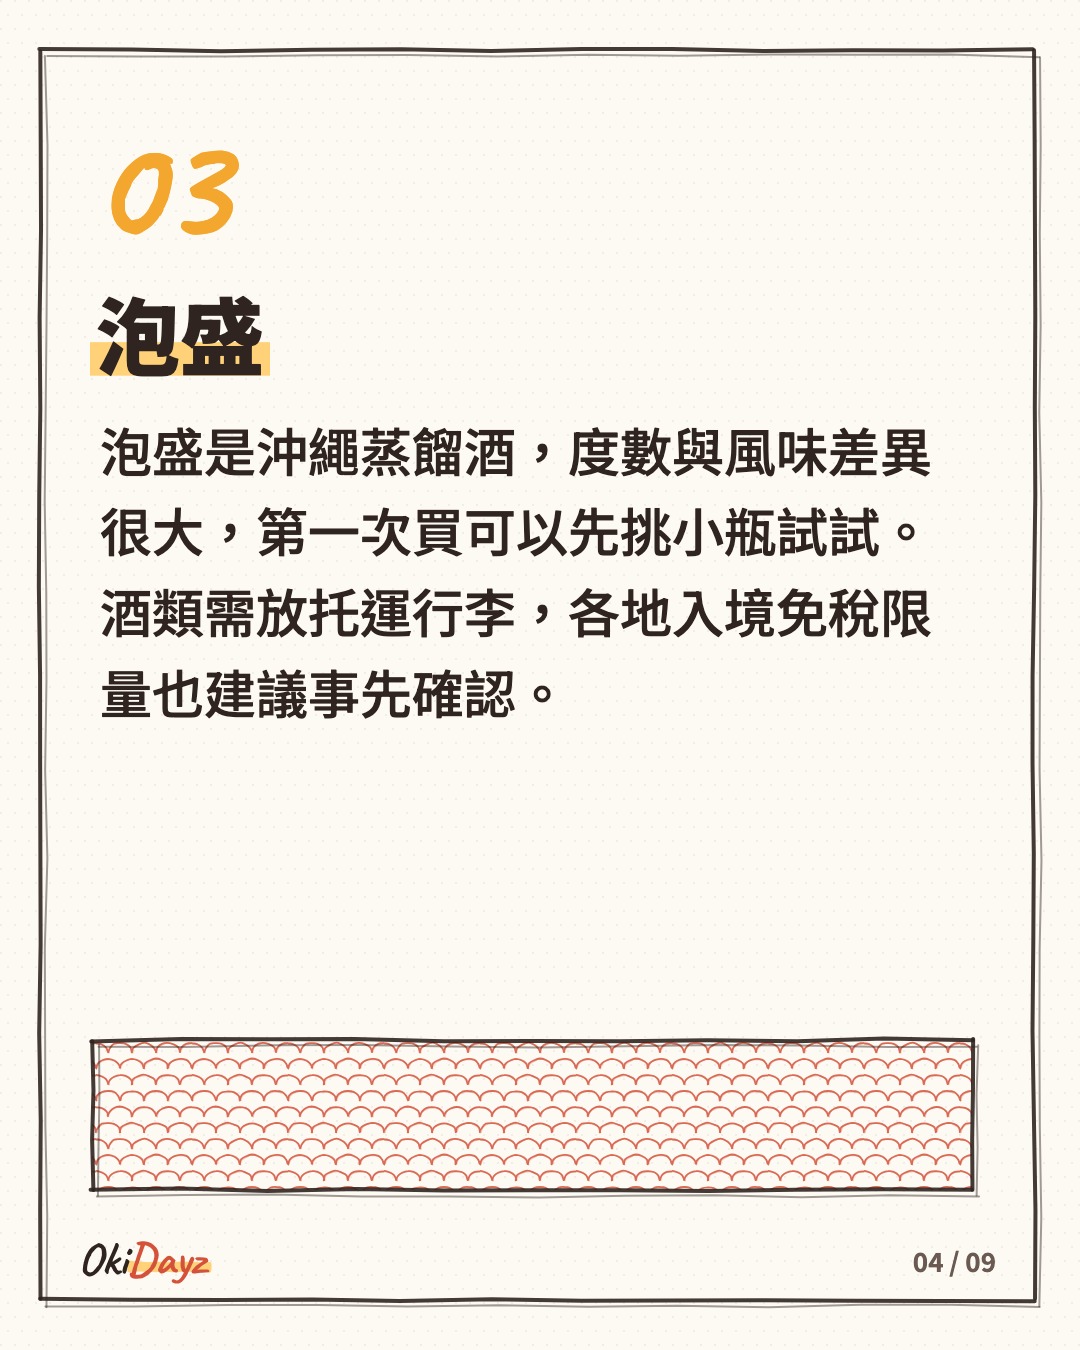 03
泡盛
泡盛是沖繩蒸餾酒，度數與風味差異
很大，第一次買可以先挑小瓶試試。
酒類需放托運行李，各地入境免稅限
量也建議事先確認。
OkiDayz
04 / 09